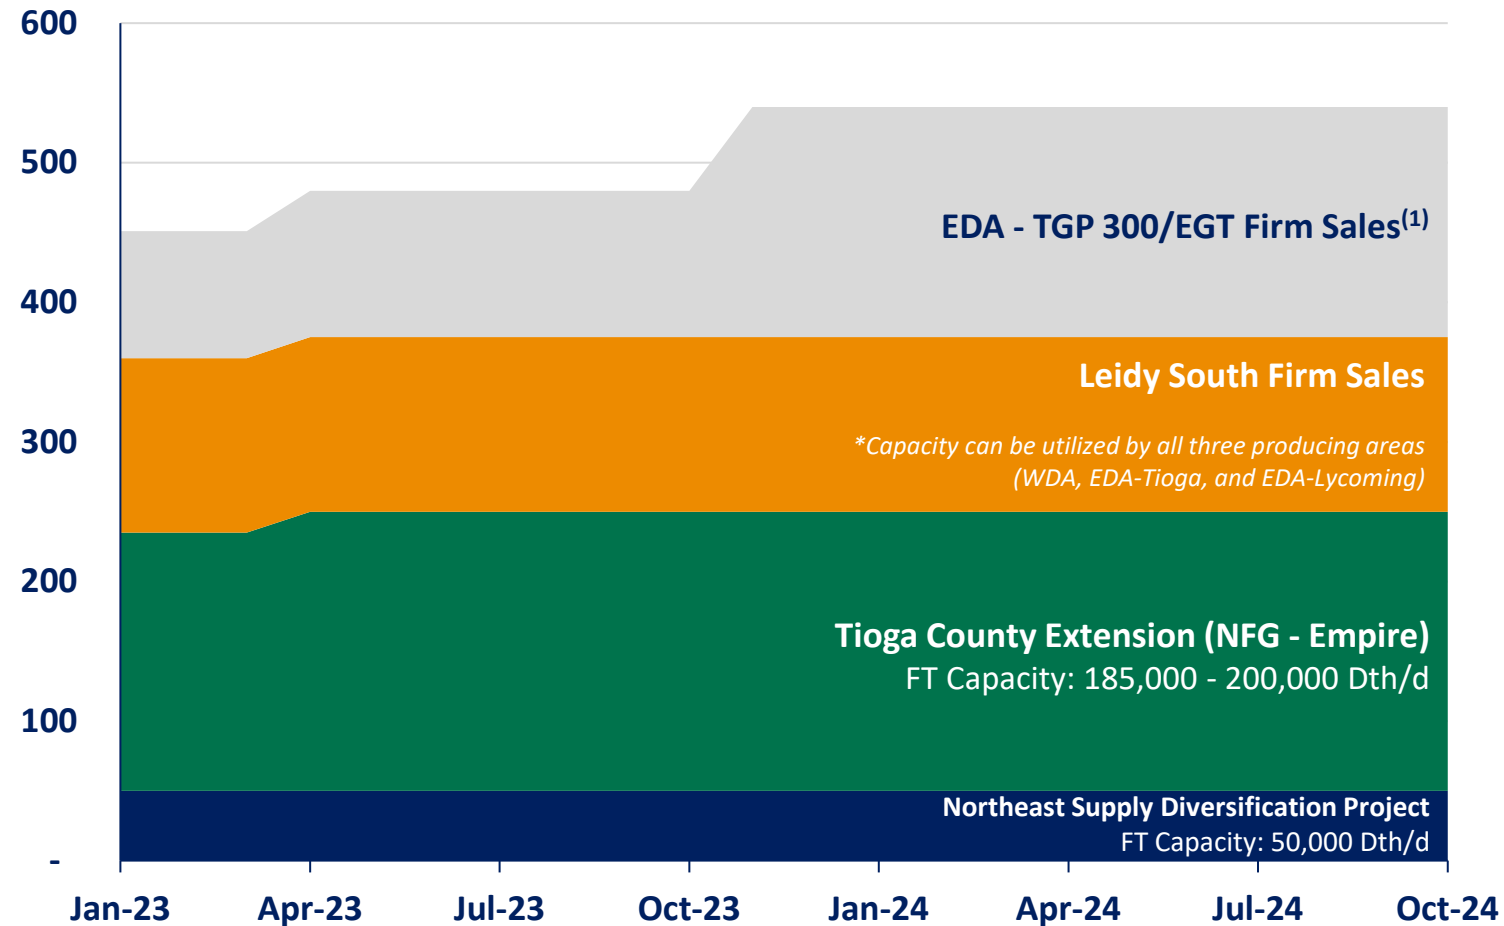 600
500
400
300
200
100
-
EDA - TGP 300/EGT Firm Sales(1)
Leidy South Firm Sales
*Capacity can be utilized by all three producing areas
(WDA, EDA-Tioga, and EDA-Lycoming)
Tioga County Extension (NFG - Empire)
FT Capacity: 185,000 - 200,000 Dth/d
Northeast Supply Diversification Project
FT Capacity: 50,000 Dth/d
Jan-23 Apr-23 Jul-23 Oct-23 Jan-24 Apr-24 Jul-24 Oct-24